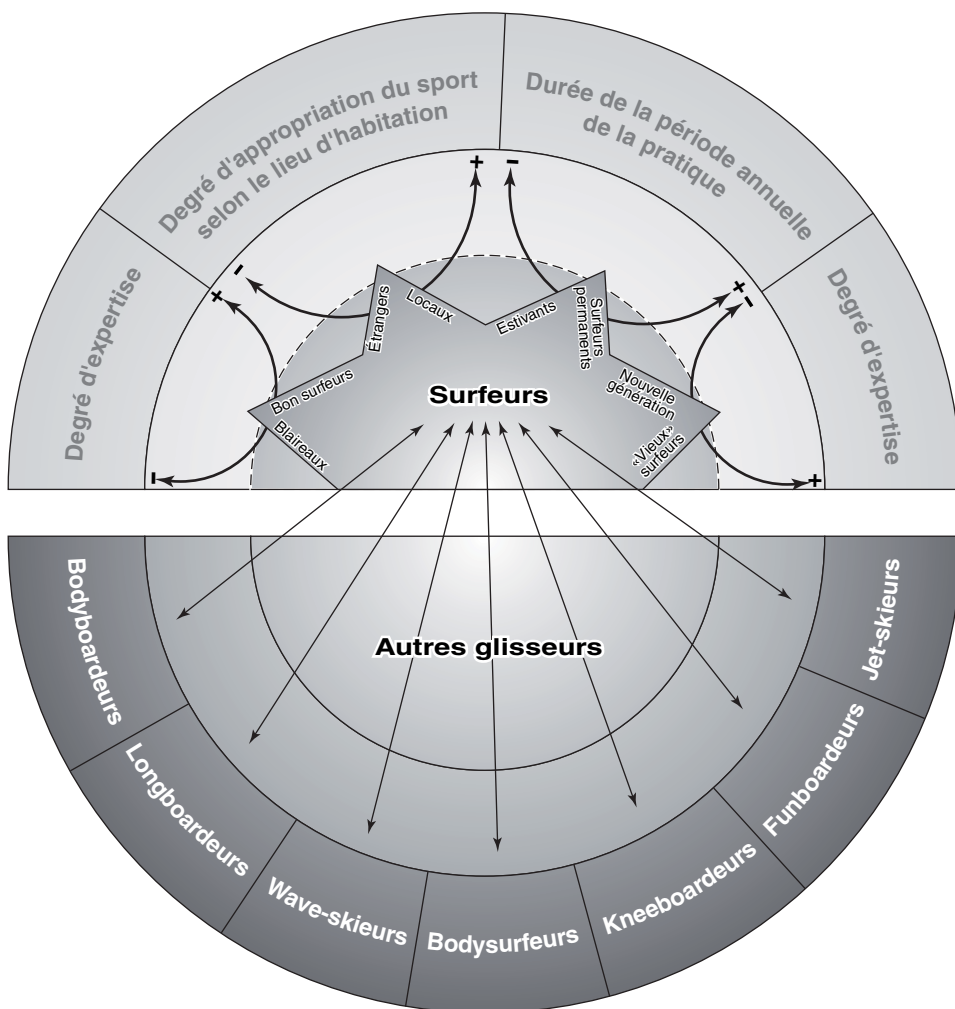 Degré d'appropriation du sport
selon le lieu d'habitation
Durée de la période annuelle
de la pratique
Degré d'expertise
Degré d'expertise
+
-
-
+
+
-
-
+
Étrangers
Locaux
Estivants
Surfeurs
permanents
Bon surfeurs
Blaireaux
Nouvelle
génération
«Vieux»
surfeurs
Surfeurs
Autres glisseurs
Bodyboardeurs
Longboardeurs
Wave-skieurs
Bodysurfeurs
Kneeboardeurs
Funboardeurs
Jet-skieurs